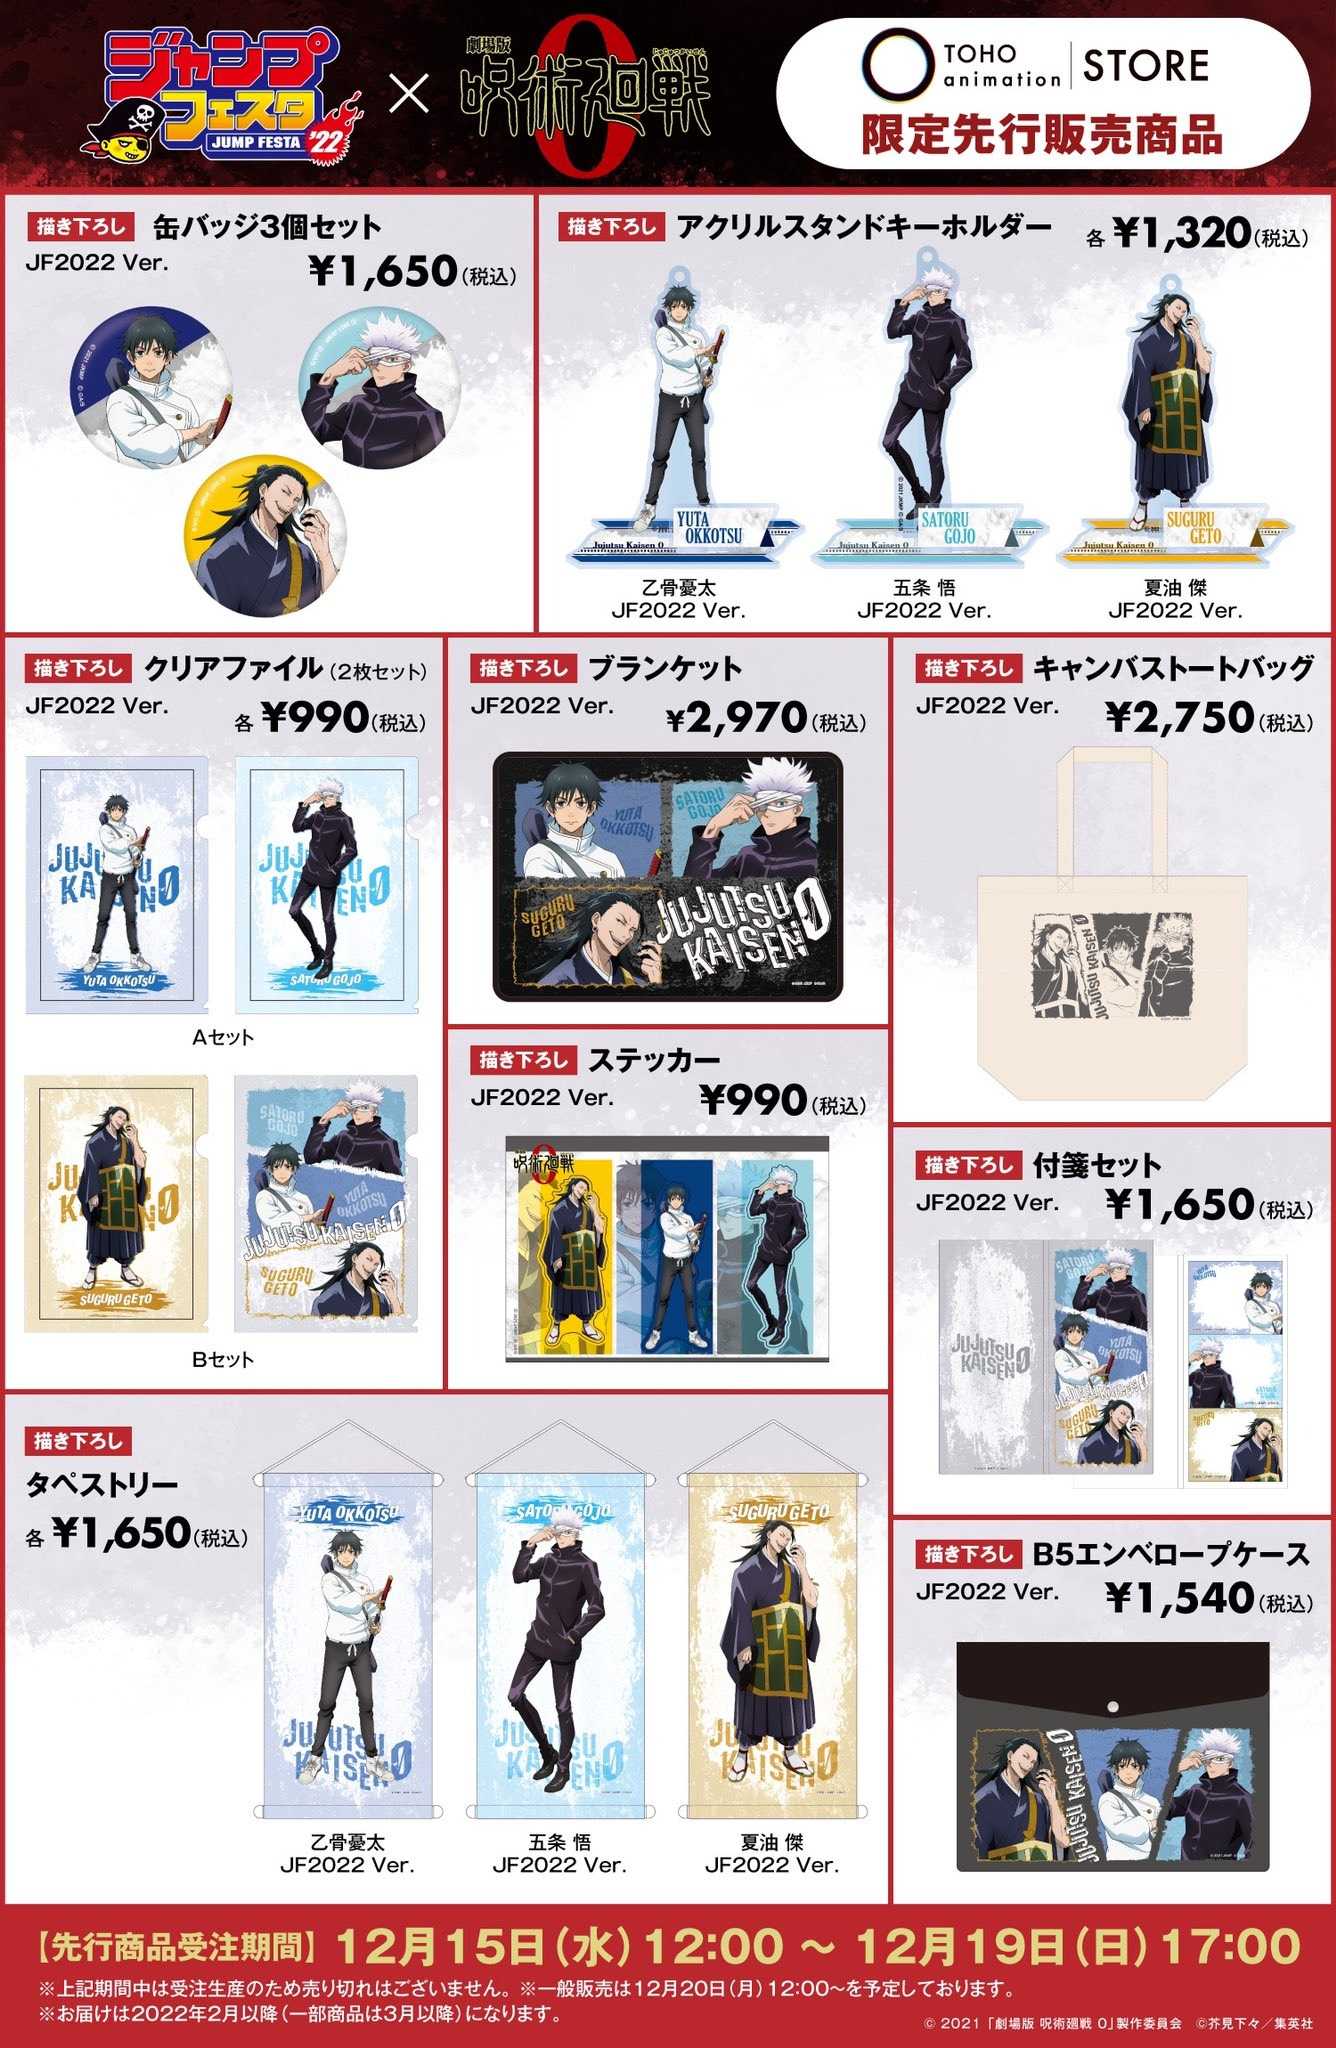 ジャンプ
フェスタ
JUMP FESTA '22
×
劇場版
じゅじゅつかいせん
呪術廻戦
0
TOHO
animation
STORE
限定先行販売商品
描き下ろし 缶バッジ3個セット
JF2022 Ver.
¥1,650(税込)
描き下ろし アクリルスタンドキーホルダー
各 ¥1,320(税込)
YUTA
OKKOTSU
Jujutsu Kaisen 0
SATORU
GOJO
Jujutsu Kaisen 0
SUGURU
GETO
Jujutsu Kaisen 0
乙骨憂太
JF2022 Ver.
五条 悟
JF2022 Ver.
夏油 傑
JF2022 Ver.
描き下ろし クリアファイル(2枚セット)
JF2022 Ver.
各 ¥990(税込)
JUJUTSU
KAISEN 0
YUTA OKKOTSU
JUJUTSU
KAISEN 0
SATORU GOJO
Aセット
JUJUTSU
KAISEN 0
SUGURU GETO
SATORU
GOJO
YUTA
OKKOTSU
JUJUTSU KAISEN 0
SUGURU
GETO
Bセット
描き下ろし ブランケット
JF2022 Ver.
¥2,970(税込)
YUTA
OKKOTSU
SATORU
GOJO
SUGURU
GETO
JUJUTSU
KAISEN 0
描き下ろし キャンバストートバッグ
JF2022 Ver.
¥2,750(税込)
JUJUTSU KAISEN 0
描き下ろし ステッカー
JF2022 Ver.
¥990(税込)
呪術廻戦
0
描き下ろし 付箋セット
JF2022 Ver.
¥1,650(税込)
JUJUTSU
KAISEN 0
SATORU
GOJO
YUTA
OKKOTSU
JUJUTSU KAISEN 0
SUGURU
GETO
YUTA
OKKOTSU
SATORU
GOJO
SUGURU
GETO
描き下ろし
タペストリー
各 ¥1,650(税込)
YUTA OKKOTSU
JUJUTSU
KAISEN 0
SATORU GOJO
JUJUTSU
KAISEN 0
SUGURU GETO
JUJUTSU
KAISEN 0
乙骨憂太
JF2022 Ver.
五条 悟
JF2022 Ver.
夏油 傑
JF2022 Ver.
描き下ろし B5エンベロープケース
JF2022 Ver.
¥1,540(税込)
JUJUTSU KAISEN 0
【先行商品受注期間】 12月15日(水)12:00 ～ 12月19日(日)17:00
※上記期間中は受注生産のため売り切れはございません。 ※一般販売は12月20日(月)12:00～を予定しております。
※お届けは2022年2月以降(一部商品は3月以降)になります。
© 2021 「劇場版 呪術廻戦 0」製作委員会 ©芥見下々／集英社